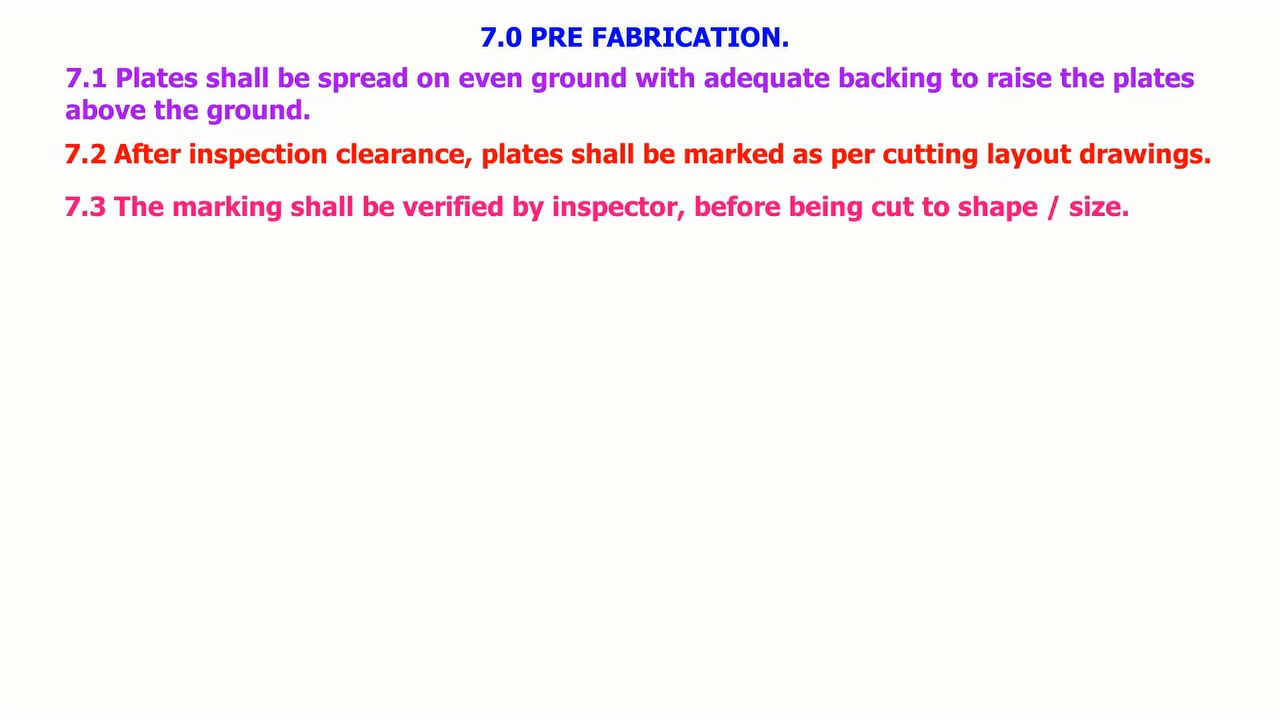 7.0 PRE FABRICATION.
7.1 Plates shall be spread on even ground with adequate backing to raise the plates
above the ground.
7.2 After inspection clearance, plates shall be marked as per cutting layout drawings.
7.3 The marking shall be verified by inspector, before being cut to shape / size.